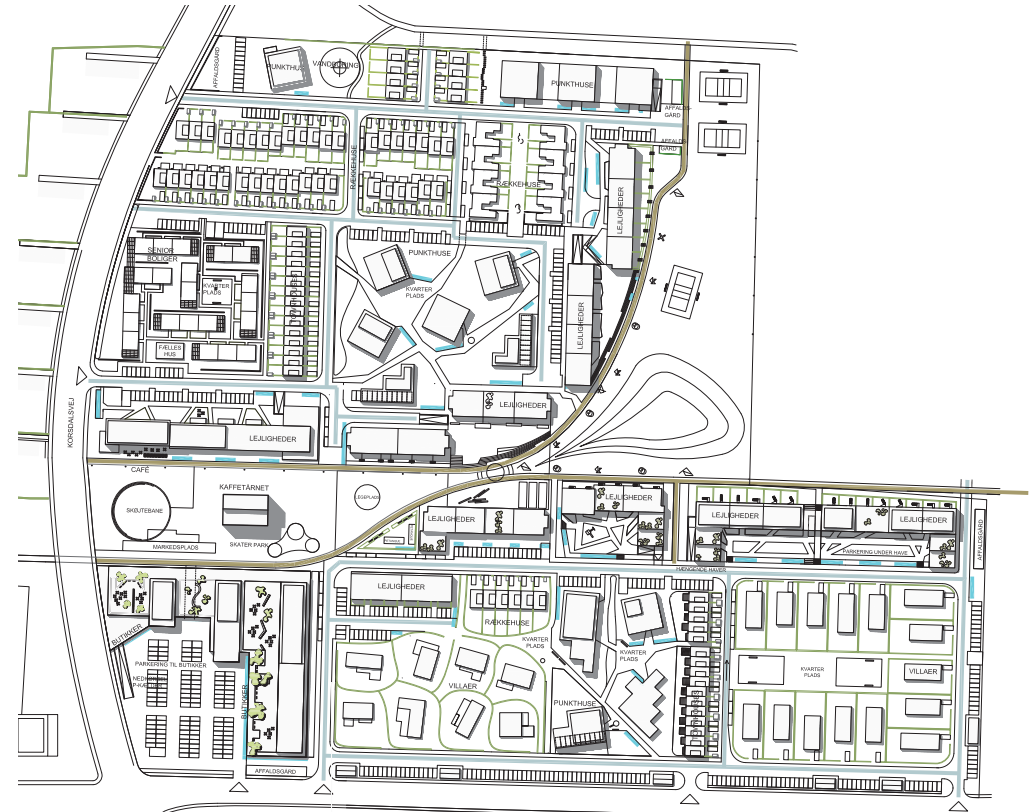 AFFALDSGÅRD
PUNKTHUS
VANDBORING
PUNKTHUSE
AFFALDS-
GÅRD
AFFALDS-
GÅRD
RÆKKEHUSE
RÆKKEHUSE
LEJLIGHEDER
SENIOR
BOLIGER
KVARTER
PLADS
FÆLLES
HUS
PUNKTHUSE
KVARTER
PLADS
LEJLIGHEDER
KORSDALSVEJ
LEJLIGHEDER
LEJLIGHEDER
CAFÉ
KAFFETÅRNET
SKØJTEBANE
LEGEPLADS
SKATER PARK
MARKEDSPLADS
LEJLIGHEDER
LEJLIGHEDER
LEJLIGHEDER
LEJLIGHEDER
PARKERING UNDER HAVE
AFFALDSGÅRD
HÆNGENDE HAVER
LEJLIGHEDER
RÆKKEHUSE
KVARTER
PLADS
KVARTER
PLADS
BUTIKKER
PARKERING TIL BUTIKKER
BUTIKKER
VILLAER
PUNKTHUSE
KVARTER
PLADS
VILLAER
AFFALDSGÅRD